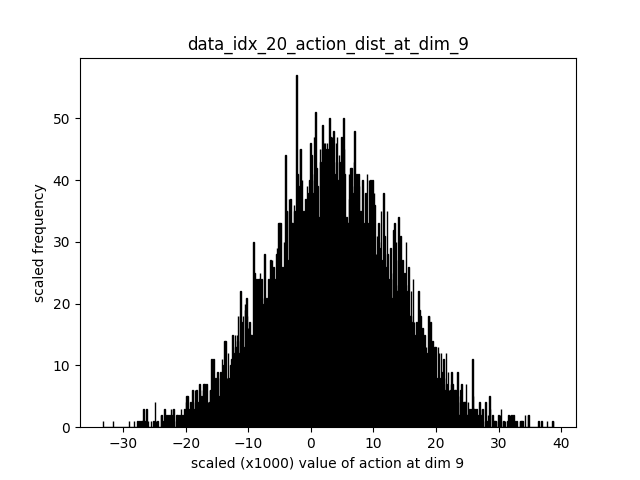 data_idx_20_action_dist_at_dim_9
50
40
30
20
10
0
scaled frequency
−30 −20 −10 0 10 20 30 40
scaled (x1000) value of action at dim 9